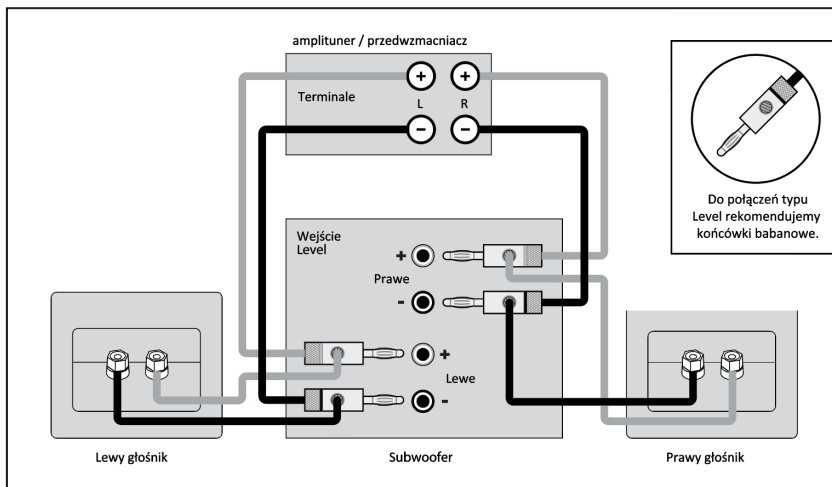 amplituner / przedwzmacniacz
Terminale
+ +
L R
- -
Do połączeń typu
Level rekomendujemy
końcówki babanowe.
Wejście
Level
+
Prawe
-
+
Lewe
-
Lewy głośnik
Subwoofer
Prawy głośnik